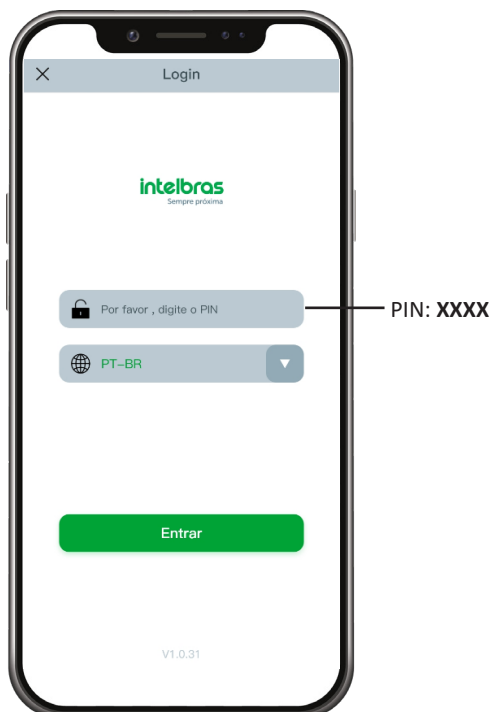 Login
intelbras
Sempre próxima
Por favor , digite o PIN
PIN: XXXX
PT-BR
Entrar
V1.0.31